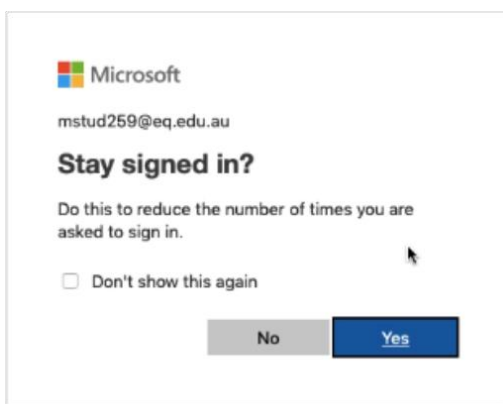 Microsoft
mstud259@eq.edu.au
Stay signed in?
Do this to reduce the number of times you are
asked to sign in.
Don't show this again
No
Yes